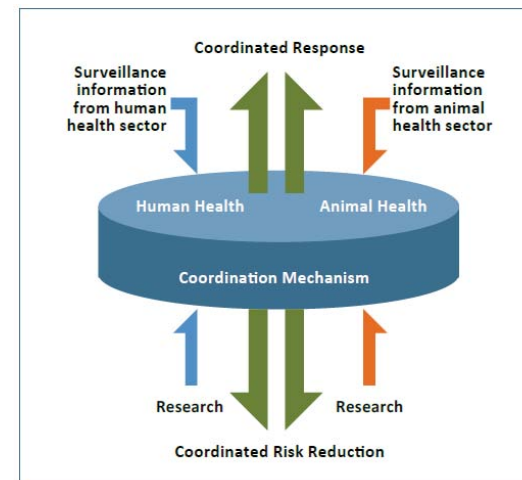 Coordinated Response
Surveillance
information
from human
health sector
Surveillance
information
from animal
health sector
Human Health
Animal Health
Coordination Mechanism
Research
Research
Coordinated Risk Reduction